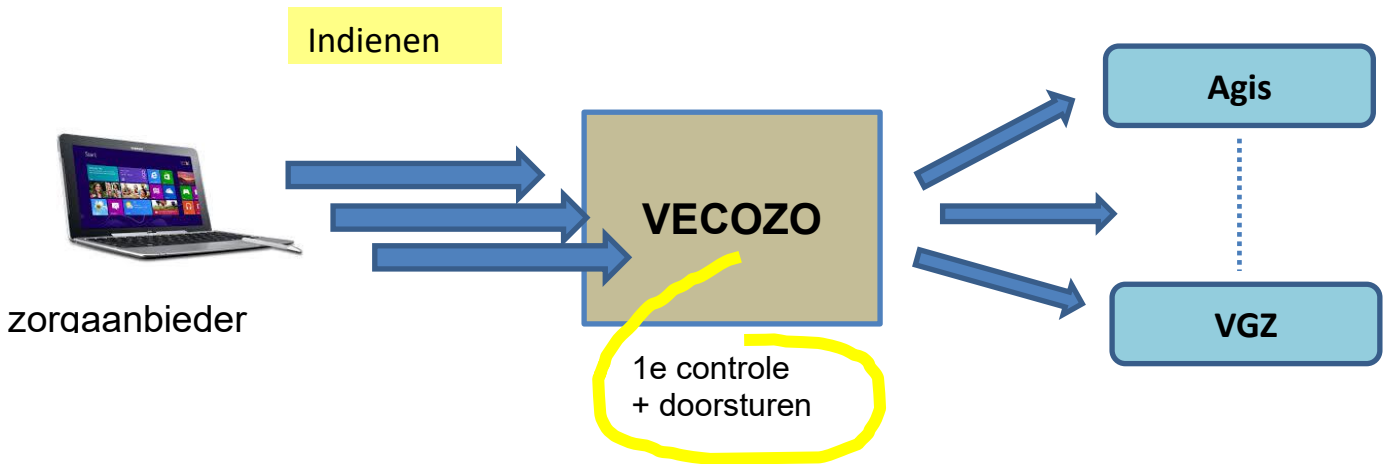 Indienen
zorgaanbieder
VECOZO
1e controle
+ doorsturen
Agis
VGZ